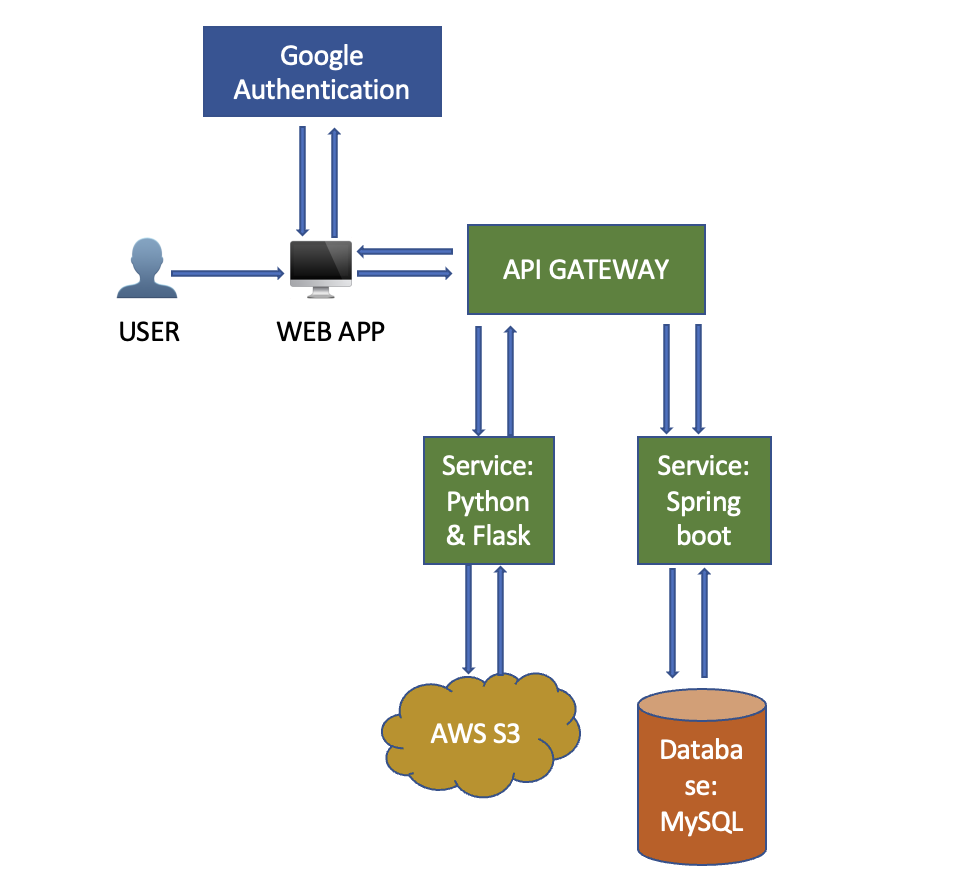 Google
Authentication
API GATEWAY
USER
WEB APP
Service:
Python
& Flask
Service:
Spring
boot
AWS S3
Databa
se:
MySQL